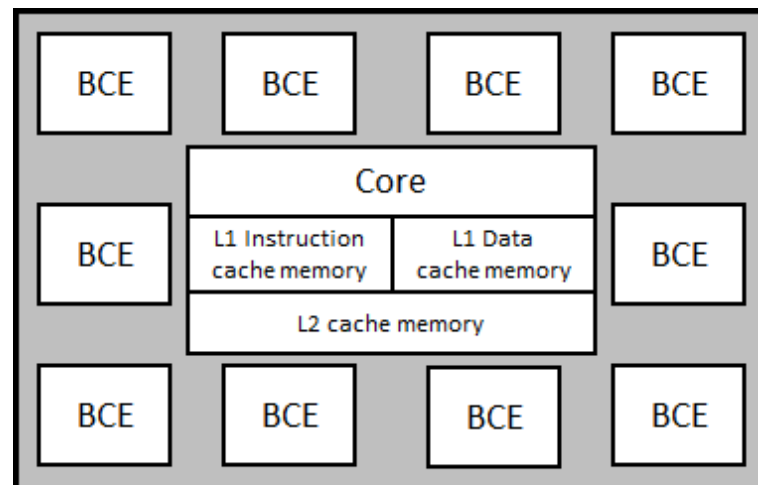 BCE BCE BCE BCE
Core
BCE
L1 Instruction
cache memory
L1 Data
cache memory
BCE
L2 cache memory
BCE BCE BCE BCE